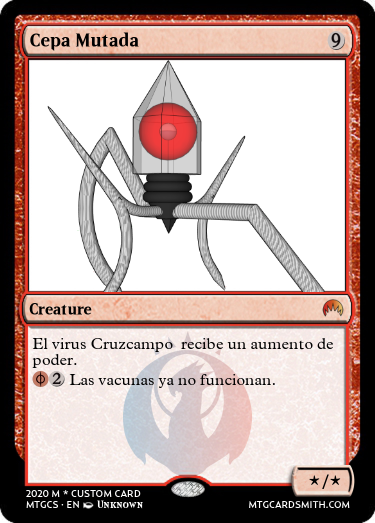 Cepa Mutada 9
Creature
El virus Cruzcampo recibe un aumento de
poder.
2 Las vacunas ya no funcionan.
*/*
2020 M * CUSTOM CARD
MTGCS • EN Unknown
MTGCARDSMITH.COM